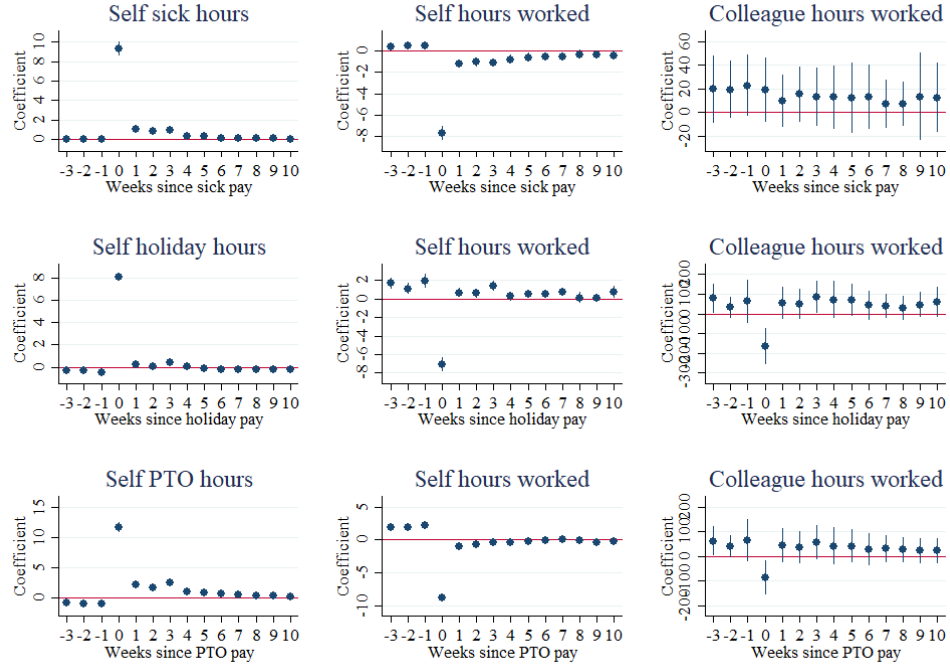 Self sick hours
Coefficient
0 2 4 6 8 10
-3 -2 -1 0 1 2 3 4 5 6 7 8 9 10
Weeks since sick pay
Self hours worked
Coefficient
-8 -6 -4 -2 0
-3 -2 -1 0 1 2 3 4 5 6 7 8 9 10
Weeks since sick pay
Colleague hours worked
Coefficient
-20 0 20 40 60
-3 -2 -1 0 1 2 3 4 5 6 7 8 9 10
Weeks since sick pay
Self holiday hours
Coefficient
0 2 4 6 8
-3 -2 -1 0 1 2 3 4 5 6 7 8 9 10
Weeks since holiday pay
Self hours worked
Coefficient
-8 -6 -4 -2 0 2
-3 -2 -1 0 1 2 3 4 5 6 7 8 9 10
Weeks since holiday pay
Colleague hours worked
Coefficient
-300 -200 -100 0 100 200
-3 -2 -1 0 1 2 3 4 5 6 7 8 9 10
Weeks since holiday pay
Self PTO hours
Coefficient
0 5 10 15
-3 -2 -1 0 1 2 3 4 5 6 7 8 9 10
Weeks since PTO pay
Self hours worked
Coefficient
-10 -5 0 5
-3 -2 -1 0 1 2 3 4 5 6 7 8 9 10
Weeks since PTO pay
Colleague hours worked
Coefficient
-200 -100 0 100 200
-3 -2 -1 0 1 2 3 4 5 6 7 8 9 10
Weeks since PTO pay